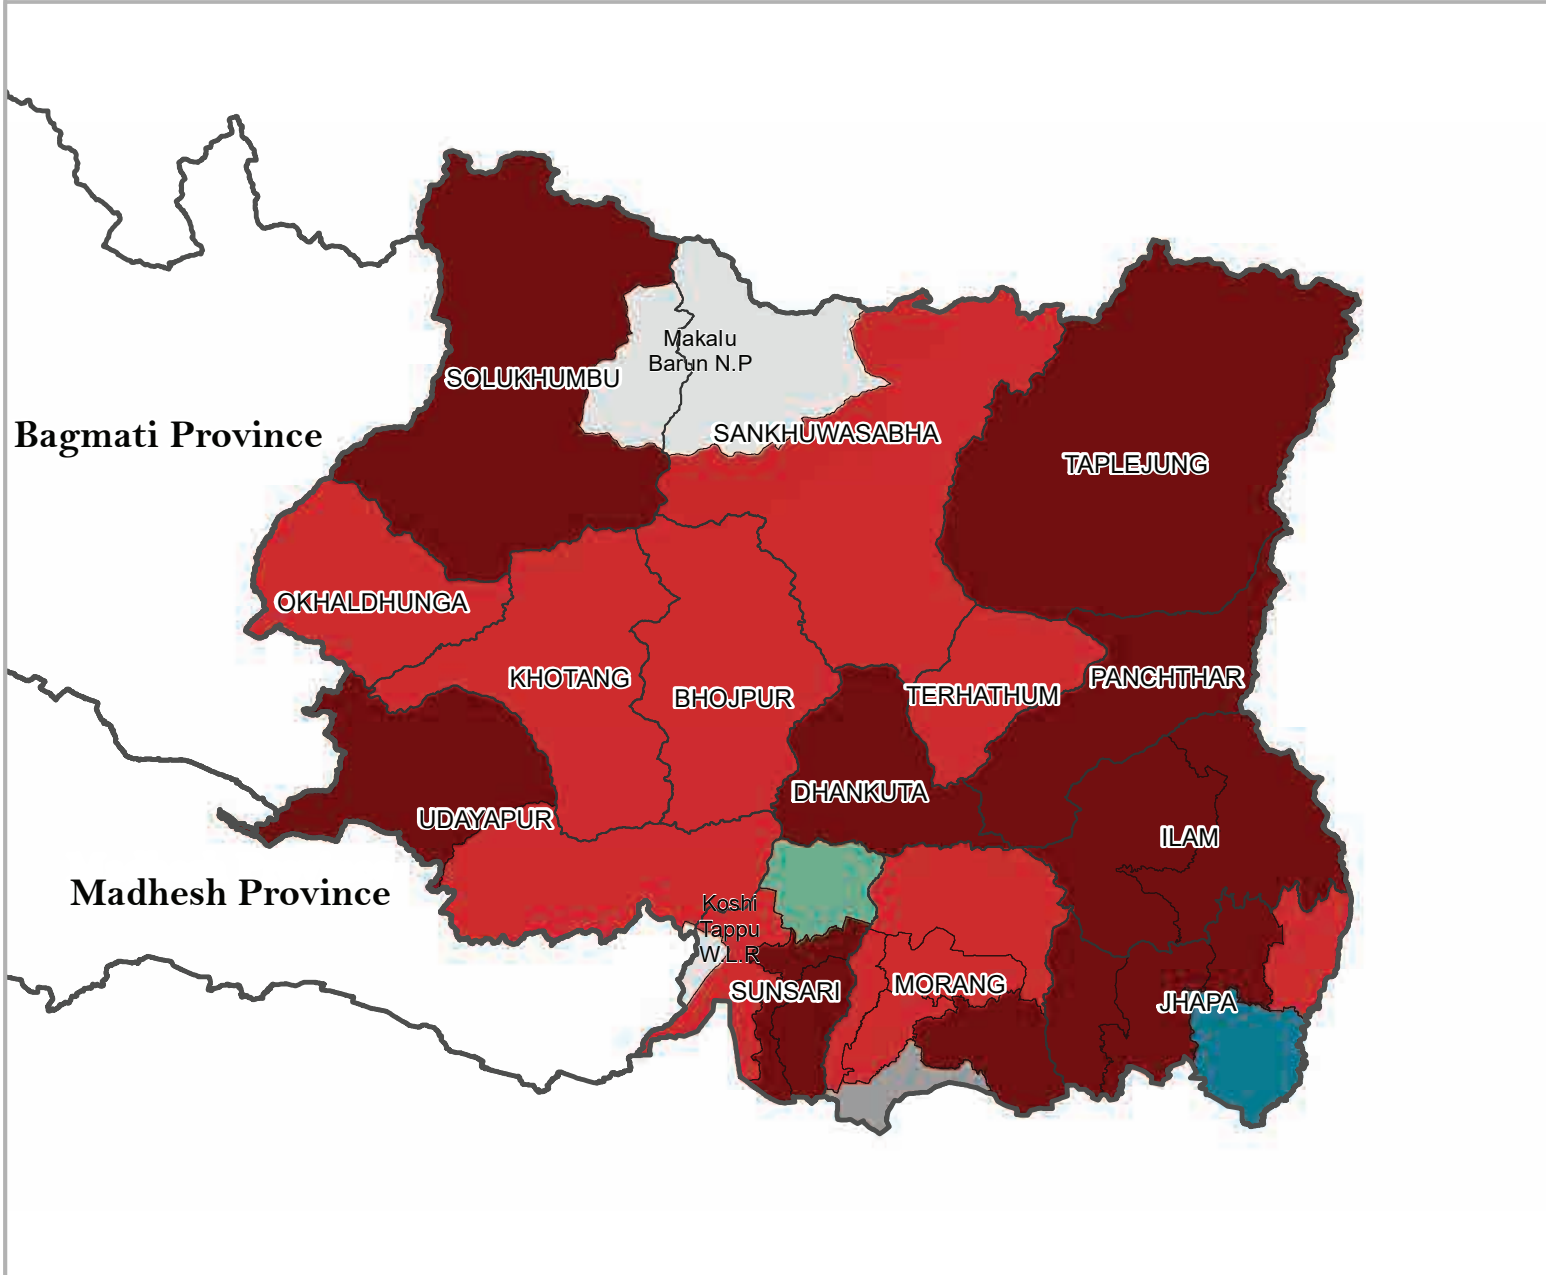 Makalu
Barun N.P
SOLUKHUMBU
Bagmati Province
SANKHUWASABHA
TAPLEJUNG
OKHALDHUNGA
KHOTANG
BHOJPUR
TERHATHUM
PANCHTHAR
DHANKUTA
UDAYAPUR
ILAM
Madhesh Province
Koshi
Tappu
W.L.R
SUNSARI
MORANG
JHAPA